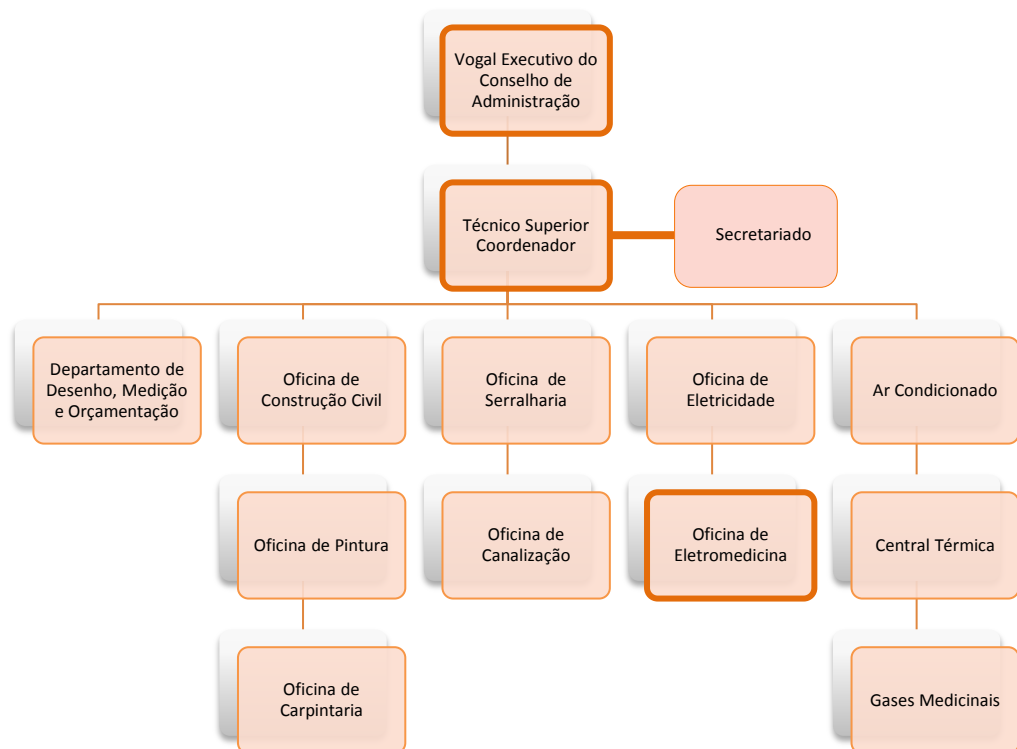 Vogal Executivo do
Conselho de
Administração
Técnico Superior
Coordenador
Secretariado
Departamento de
Desenho, Medição
e Orçamentação
Oficina de
Construção Civil
Oficina de
Serralharia
Oficina de
Eletricidade
Ar Condicionado
Oficina de Pintura
Oficina de
Canalização
Oficina de
Eletromedicina
Central Térmica
Oficina de
Carpintaria
Gases Medicinais